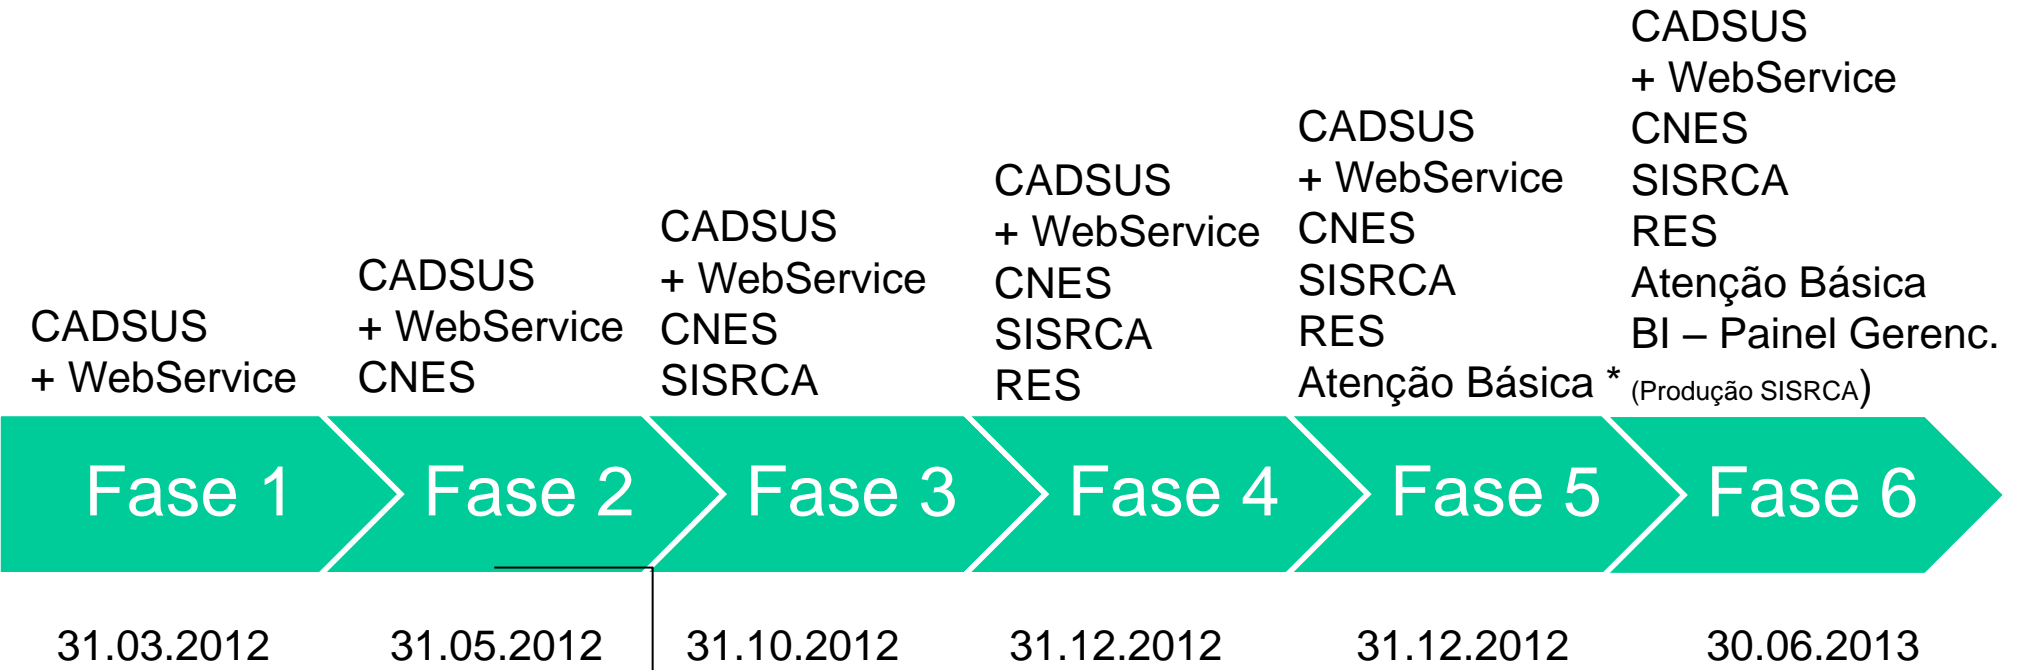 CADSUS
+ WebService
CADSUS
+ WebService
CNES
CADSUS
+ WebService
CNES
SISRCA
CADSUS
+ WebService
CNES
SISRCA
RES
CADSUS
+ WebService
CNES
SISRCA
RES
Atenção Básica *
CADSUS
+ WebService
CNES
SISRCA
RES
Atenção Básica
BI – Painel Gerenc.
(Produção SISRCA)
Fase 1
Fase 2
Fase 3
Fase 4
Fase 5
Fase 6
31.03.2012
31.05.2012
31.10.2012
31.12.2012
31.12.2012
30.06.2013